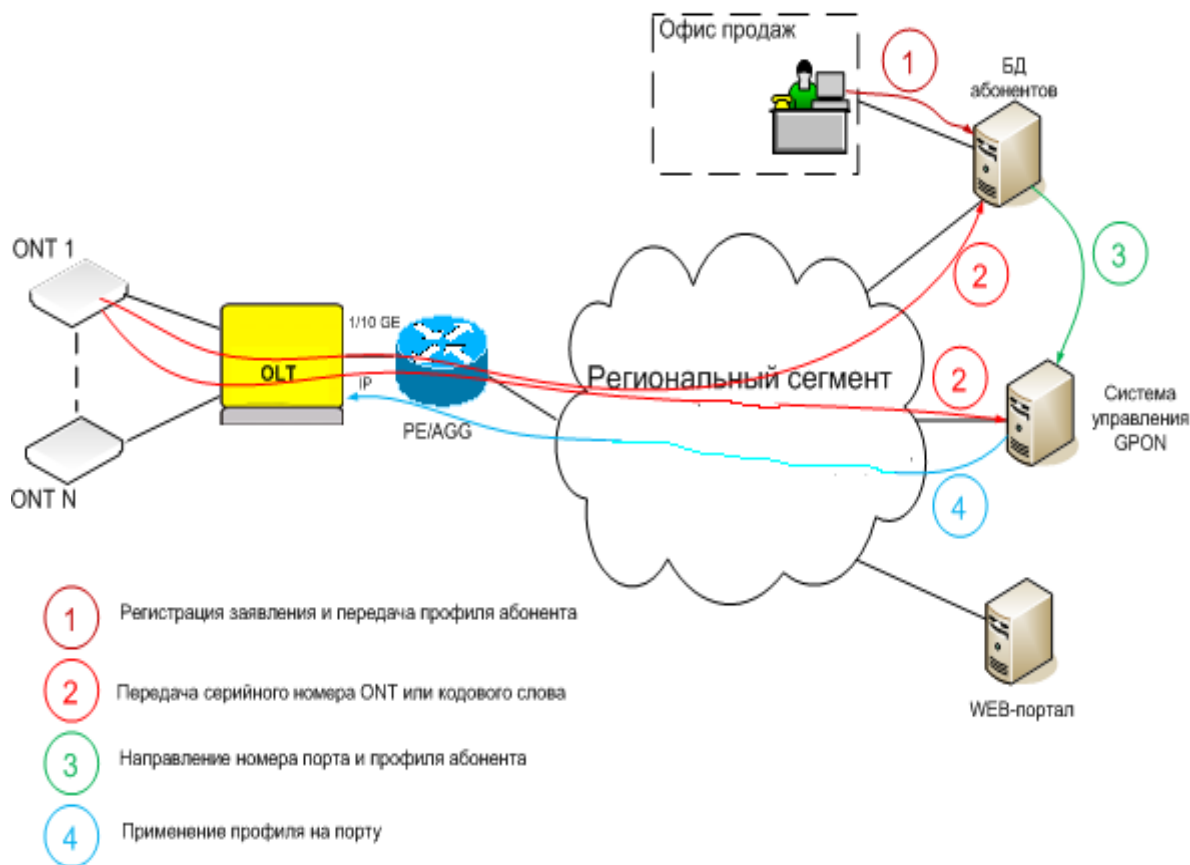 Офис продаж
1
БД
абонентов
ONT 1
2
3
1/10 GE
OLT
IP
Региональный сегмент
2
Система
управления
GPON
PE/AGG
ONT N
4
1
Регистрация заявления и передача профиля абонента
2
Передача серийного номера ONT или кодового слова
WEB-портал
3
Направление номера порта и профиля абонента
4
Применение профиля на порту